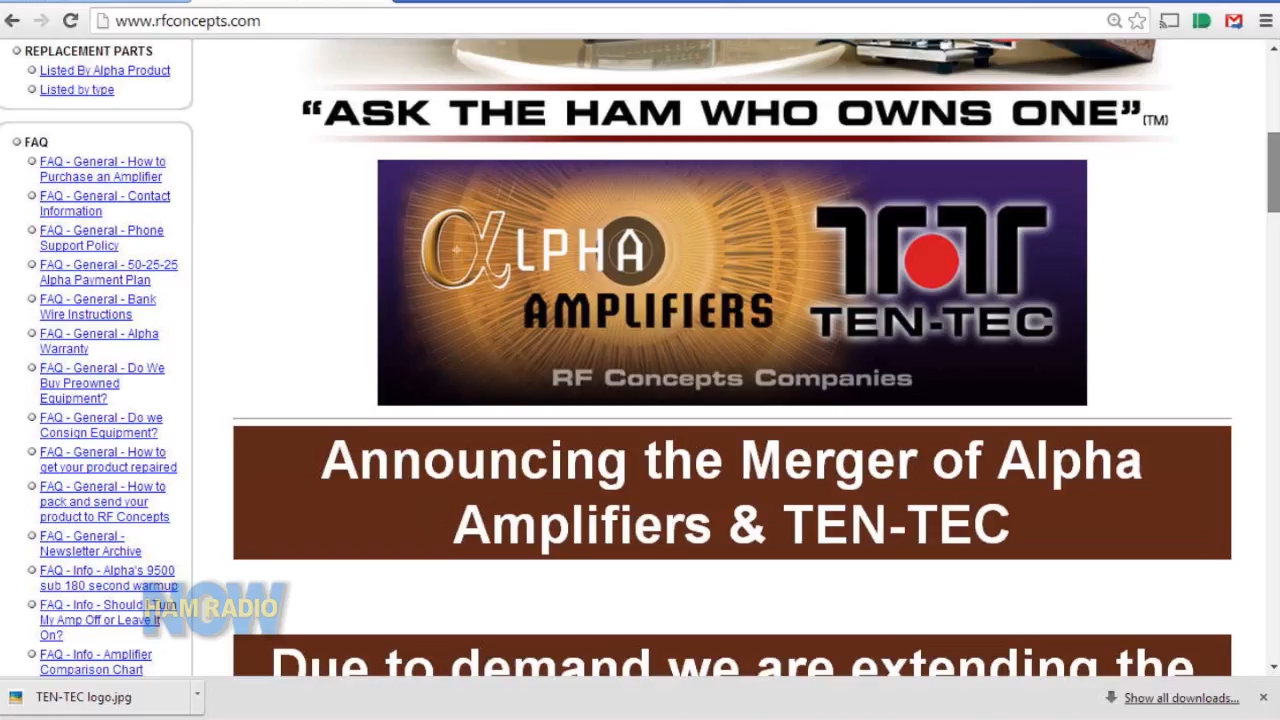 www.rfconcepts.com
REPLACEMENT PARTS
Listed By Alpha Product
Listed by type
FAQ
FAQ - General - How to
Purchase an Amplifier
FAQ - General - Contact
Information
FAQ - General - Phone
Support Policy
FAQ - General - 50-25-25
Alpha Payment Plan
FAQ - General - Bank
Wire Instructions
FAQ - General - Alpha
Warranty
FAQ - General - Do We
Buy Preowned
Equipment?
FAQ - General - Do we
Consign Equipment?
FAQ - General - How to
get your product repaired
FAQ - General - How to
pack and send your
product to RF Concepts
FAQ - General -
Newsletter Archive
FAQ - Info - Alpha's 9500
sub 180 second warmup
FAQ - Info - Should I Turn
My Amp Off or Leave It
On?
FAQ - Info - Amplifier
Comparison Chart
HAM RADIO
NOW
“ASK THE HAM WHO OWNS ONE”(TM)
αLPHA
AMPLIFIERS
TT
TEN-TEC
RF Concepts Companies
Announcing the Merger of Alpha
Amplifiers & TEN-TEC
Due to demand we are extending the
TEN-TEC logo.jpg
Show all downloads...